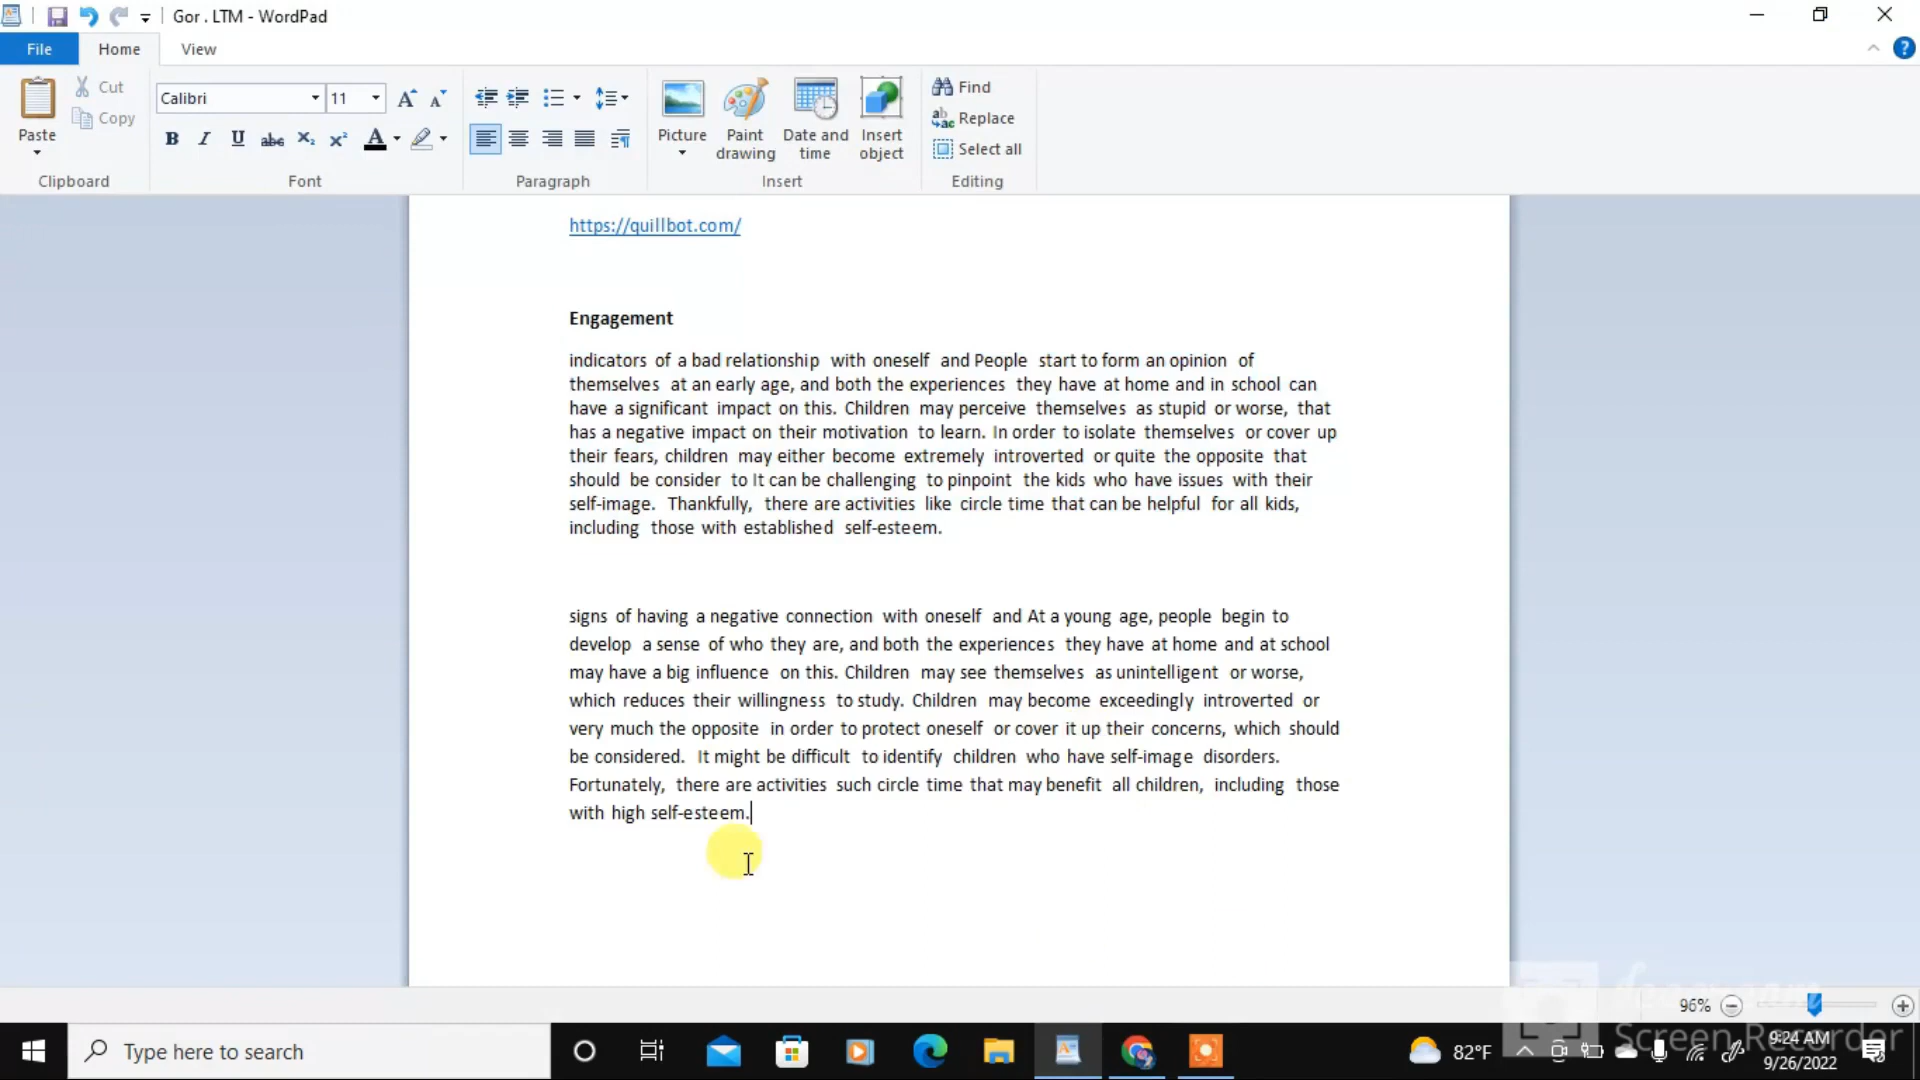 Gor . LTM - WordPad
File Home View
Paste
Cut
Copy
Clipboard
Calibri 11
A A
B I U abc X₂ X² A
Font
Paragraph
Picture
Paint drawing
Date and time
Insert object
Insert
Find
Replace
Select all
Editing
https://quillbot.com/
Engagement
indicators of a bad relationship with oneself and People start to form an opinion of
themselves at an early age, and both the experiences they have at home and in school can
have a significant impact on this. Children may perceive themselves as stupid or worse, that
has a negative impact on their motivation to learn. In order to isolate themselves or cover up
their fears, children may either become extremely introverted or quite the opposite that
should be consider to It can be challenging to pinpoint the kids who have issues with their
self-image. Thankfully, there are activities like circle time that can be helpful for all kids,
including those with established self-esteem.
signs of having a negative connection with oneself and At a young age, people begin to
develop a sense of who they are, and both the experiences they have at home and at school
may have a big influence on this. Children may see themselves as unintelligent or worse,
which reduces their willingness to study. Children may become exceedingly introverted or
very much the opposite in order to protect oneself or cover it up their concerns, which should
be considered. It might be difficult to identify children who have self-image disorders.
Fortunately, there are activities such circle time that may benefit all children, including those
with high self-esteem.
96%
Screen Recorder
Type here to search
82°F
9:24 AM
9/26/2022